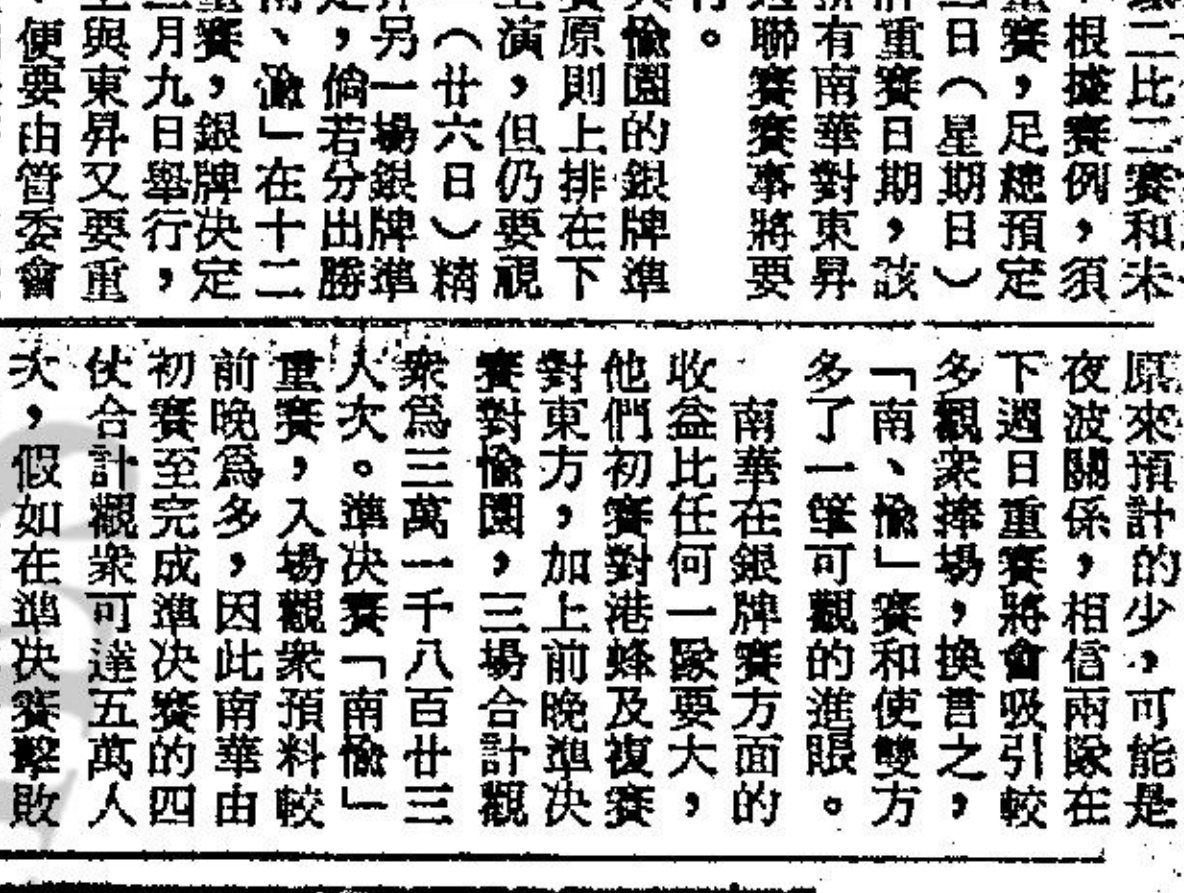 二比二賽和未
根據賽例，須
賽，足總預定
日（星期日）
重賽日期，該
有南華對東昇
聯賽賽事將要
。
愉園的銀牌準
原則上排在下
演，但仍要視
（廿六日）精
另一場銀牌準
，倘若分出勝
、愉」在十二
賽，銀牌決定
月九日舉行，
與東昇又要重
便要由管委會
原來預計的少，可能是
夜波關係，相信兩隊在
下週日重賽將會吸引較
多觀衆捧場，換言之，
「南、愉」賽和使雙方
多了一筆可觀的進賬。
南華在銀牌賽方面的
收益比任何一隊要大，
他們初賽對港蜂及複賽
對東方，加上前晚準決
賽對愉園，三場合計觀
衆爲三萬一千八百廿三
人次。準決賽「南愉」
重賽，入場觀衆預料較
前晚爲多，因此南華由
初賽至完成準決賽的四
仗合計觀衆可達五萬人
次，假如在準決賽擊敗